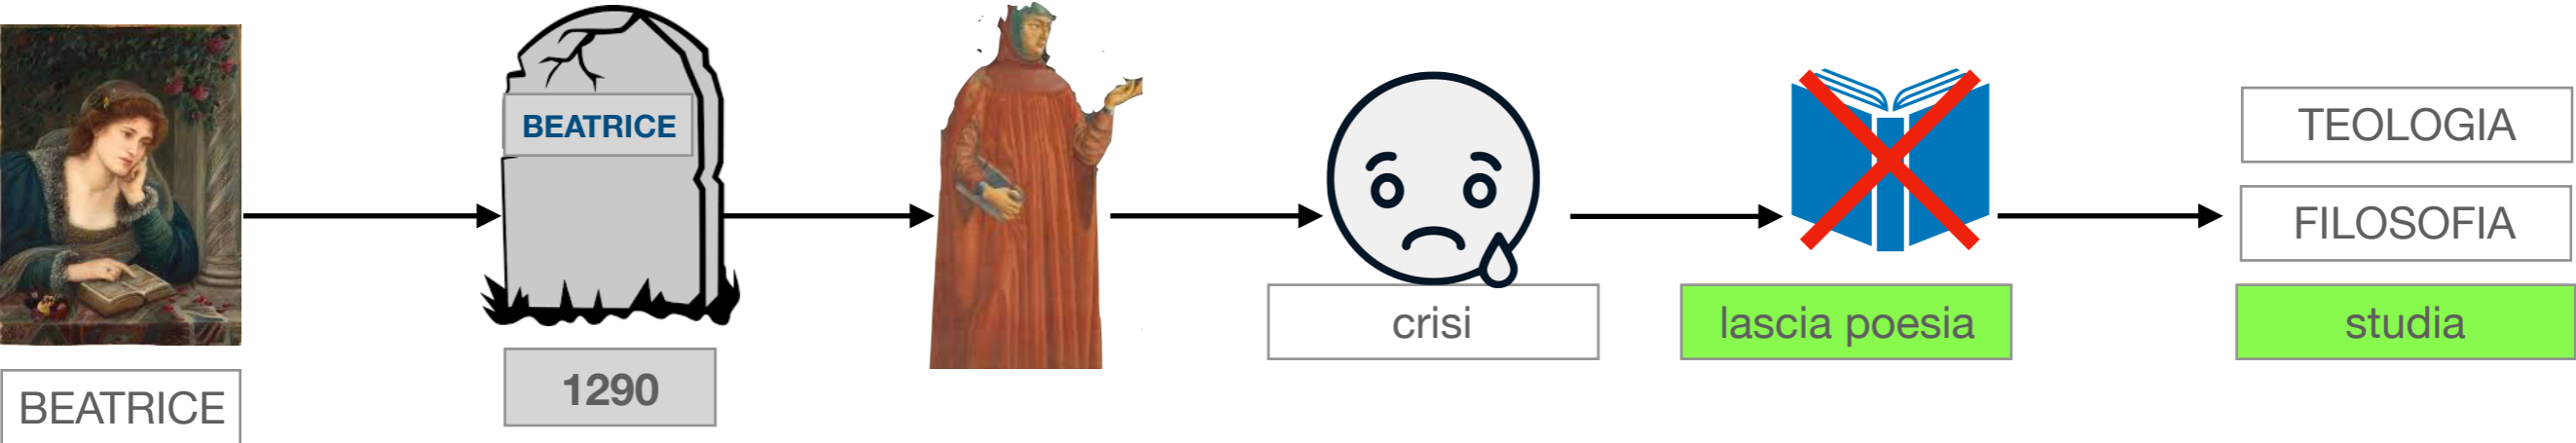 BEATRICE
BEATRICE
1290
crisi
lascia poesia
TEOLOGIA
FILOSOFIA
studia